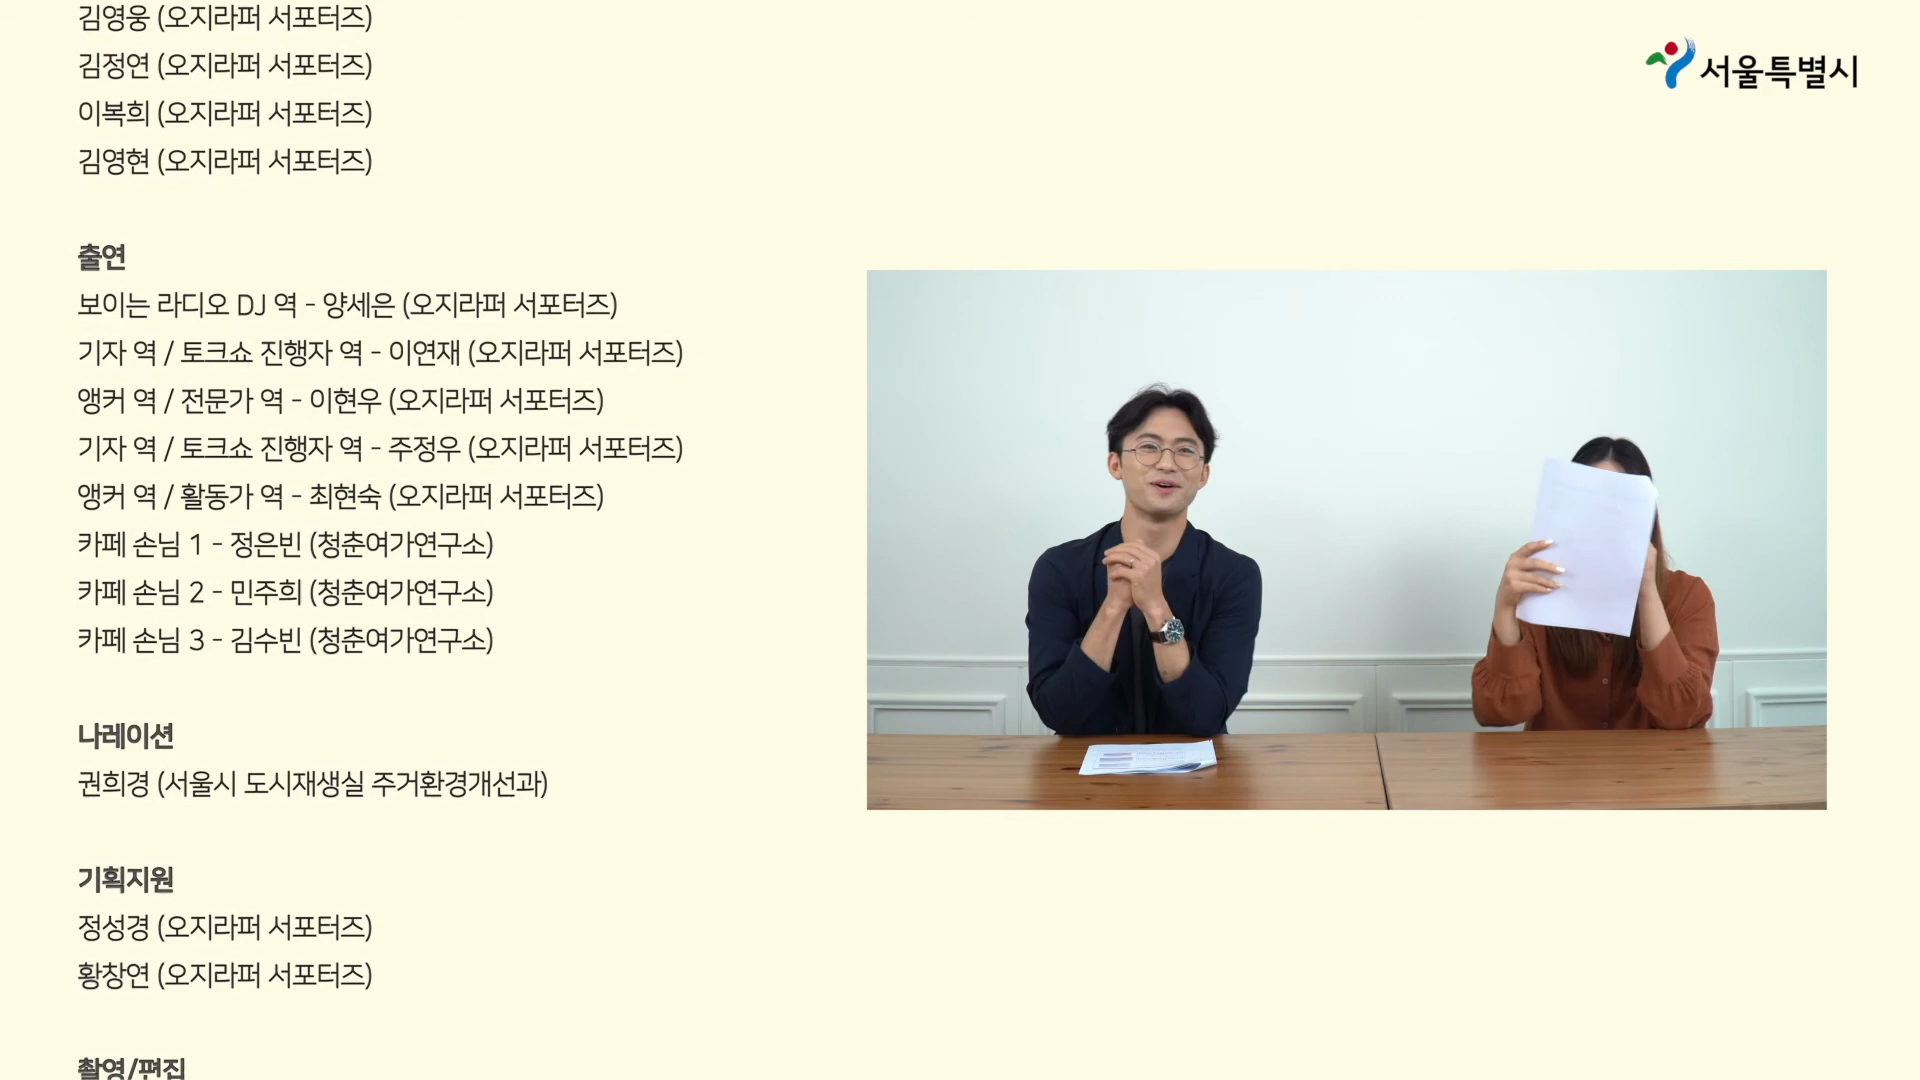 김영웅 (오지라퍼 서포터즈)
김정연 (오지라퍼 서포터즈)
이복희 (오지라퍼 서포터즈)
김영현 (오지라퍼 서포터즈)
서울특별시
출연
보이는 라디오 DJ 역 - 양세은 (오지라퍼 서포터즈)
기자 역 / 토크쇼 진행자 역 - 이연재 (오지라퍼 서포터즈)
앵커 역 / 전문가 역 - 이현우 (오지라퍼 서포터즈)
기자 역 / 토크쇼 진행자 역 - 주정우 (오지라퍼 서포터즈)
앵커 역 / 활동가 역 - 최현숙 (오지라퍼 서포터즈)
카페 손님 1 - 정은빈 (청춘여가연구소)
카페 손님 2 - 민주희 (청춘여가연구소)
카페 손님 3 - 김수빈 (청춘여가연구소)
나레이션
권희경 (서울시 도시재생실 주거환경개선과)
기획지원
정성경 (오지라퍼 서포터즈)
황창연 (오지라퍼 서포터즈)
촬영/편집